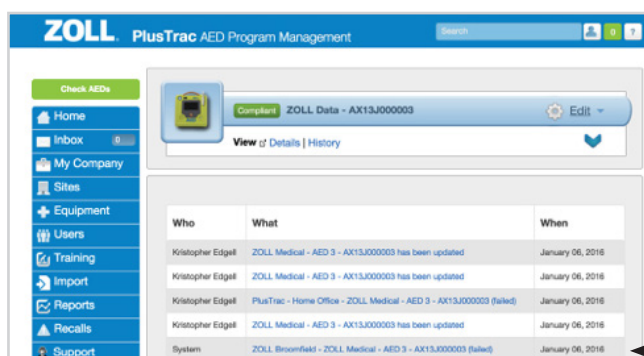 ZOLL. PlusTrac AED Program Management
Search
0
?
Check AEDs
Home
Inbox 0
My Company
Sites
Equipment
Users
Training
Import
Reports
Recalls
Support
Compliant ZOLL Data - AX13J000003
Edit
View Details | History
Who What When
Kristopher Edgell ZOLL Medical - AED 3 - AX13J000003 has been updated January 06, 2016
Kristopher Edgell ZOLL Medical - AED 3 - AX13J000003 has been updated January 06, 2016
Kristopher Edgell PlusTrac - Home Office - ZOLL Medical - AED 3 - AX13J000003 (failed) January 06, 2016
Kristopher Edgell ZOLL Medical - AED 3 - AX13J000003 has been updated January 06, 2016
System ZOLL Broomfield - ZOLL Medical - AED 3 - AX13J000003 (failed) January 06, 2016